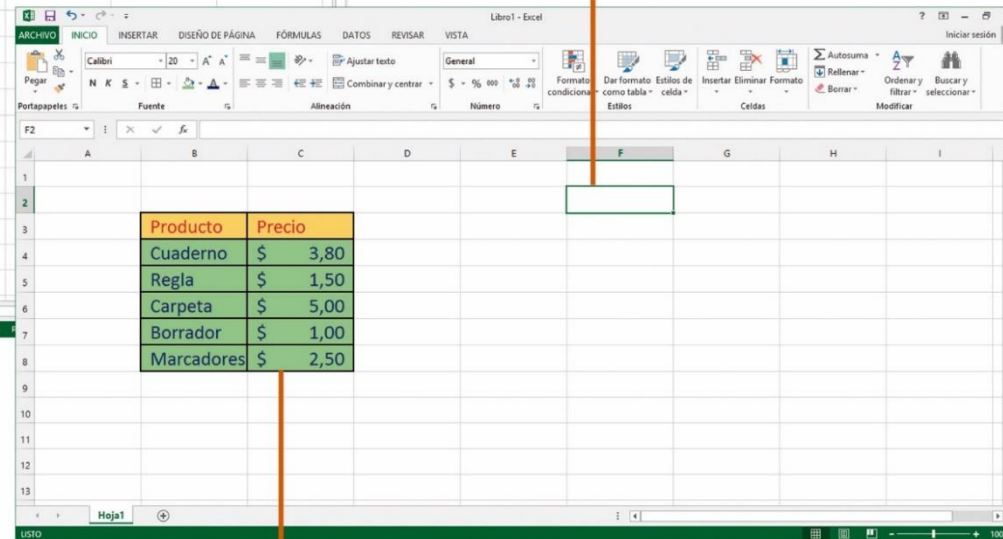 Libro1 - Excel
?
ARCHIVO INICIO INSERTAR DISEÑO DE PÁGINA FÓRMULAS DATOS REVISAR VISTA Iniciar sesión
Calibri 20 Ajustar texto General Autosuma
Pegar N K S Combinar y centrar $ % 000 Formato condicional Dar formato como tabla Estilos de celda Insertar Eliminar Formato Rellenar Borrar Ordenar y filtrar Buscar y seleccionar
Portapapeles Fuente Alineación Número Estilos Celdas Modificar
F2 fx
A B C D E F G H I
1
2
3 Producto Precio
4 Cuaderno $ 3,80
5 Regla $ 1,50
6 Carpeta $ 5,00
7 Borrador $ 1,00
8 Marcadores $ 2,50
9
10
11
12
13
Hoja1
LISTO 100